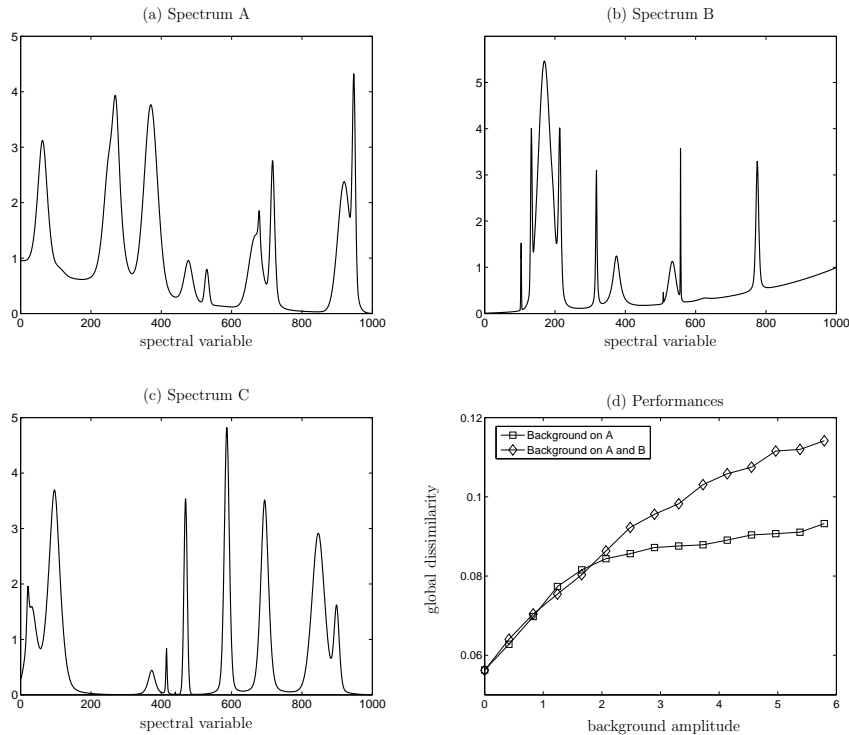 (a) Spectrum A
5
4
3
2
1
0
0 200 400 600 800 1000
spectral variable
(b) Spectrum B
5
4
3
2
1
0
0 200 400 600 800 1000
spectral variable
(c) Spectrum C
5
4
3
2
1
0
0 200 400 600 800 1000
spectral variable
(d) Performances
Background on A
Background on A and B
0.12
0.1
0.08
0.06
global dissimilarity
0 1 2 3 4 5 6
background amplitude